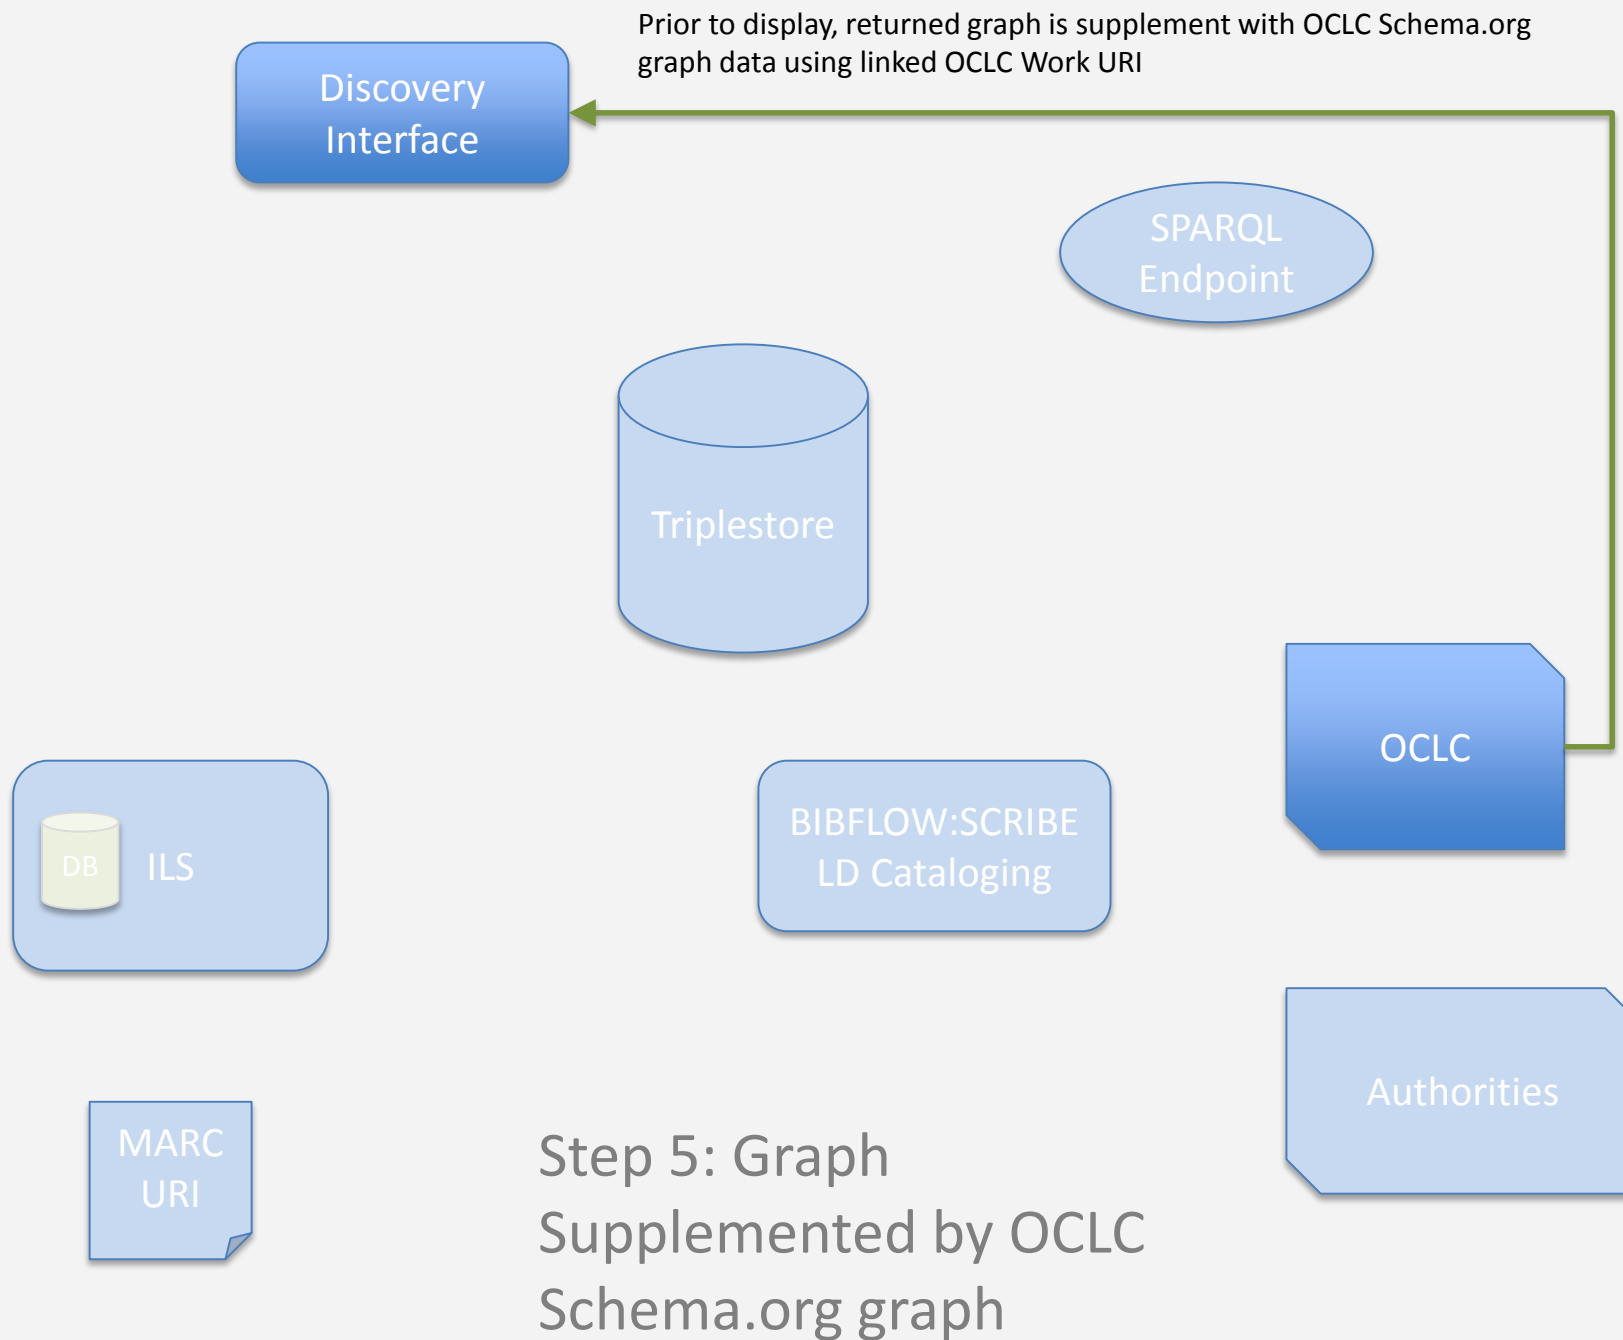 Prior to display, returned graph is supplement with OCLC Schema.org
graph data using linked OCLC Work URI
Discovery
Interface
SPARQL
Endpoint
Triplestore
OCLC
DB
ILS
BIBFLOW:SCRIBE
LD Cataloging
Authorities
MARC
URI
Step 5: Graph
Supplemented by OCLC
Schema.org graph